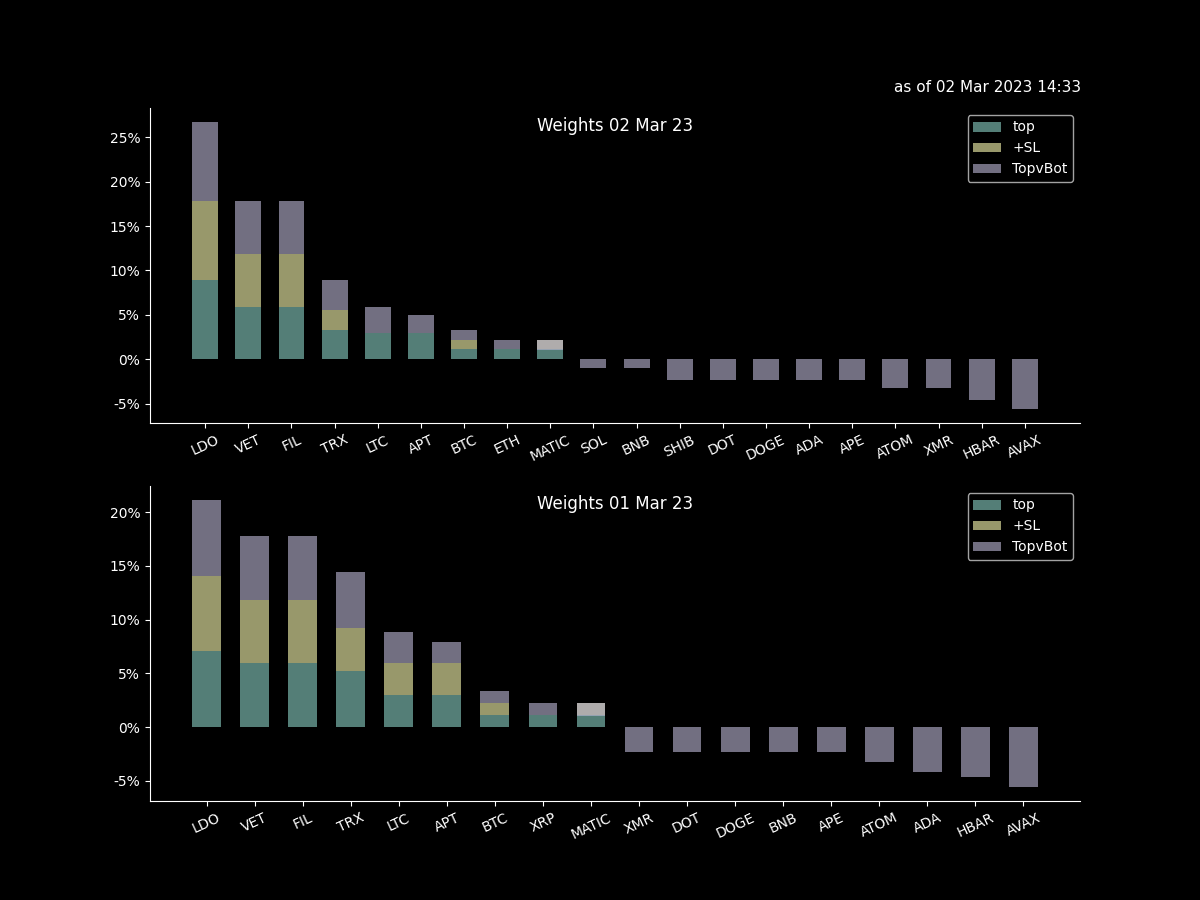 as of 02 Mar 2023 14:33
Weights 02 Mar 23
top
+SL
TopvBot
25%
20%
15%
10%
5%
0%
-5%
LDO VET FIL TRX LTC APT BTC ETH MATIC SOL BNB SHIB DOT DOGE ADA APE ATOM XMR HBAR AVAX
Weights 01 Mar 23
top
+SL
TopvBot
20%
15%
10%
5%
0%
-5%
LDO VET FIL TRX LTC APT BTC XRP MATIC XMR DOT DOGE BNB APE ATOM ADA HBAR AVAX